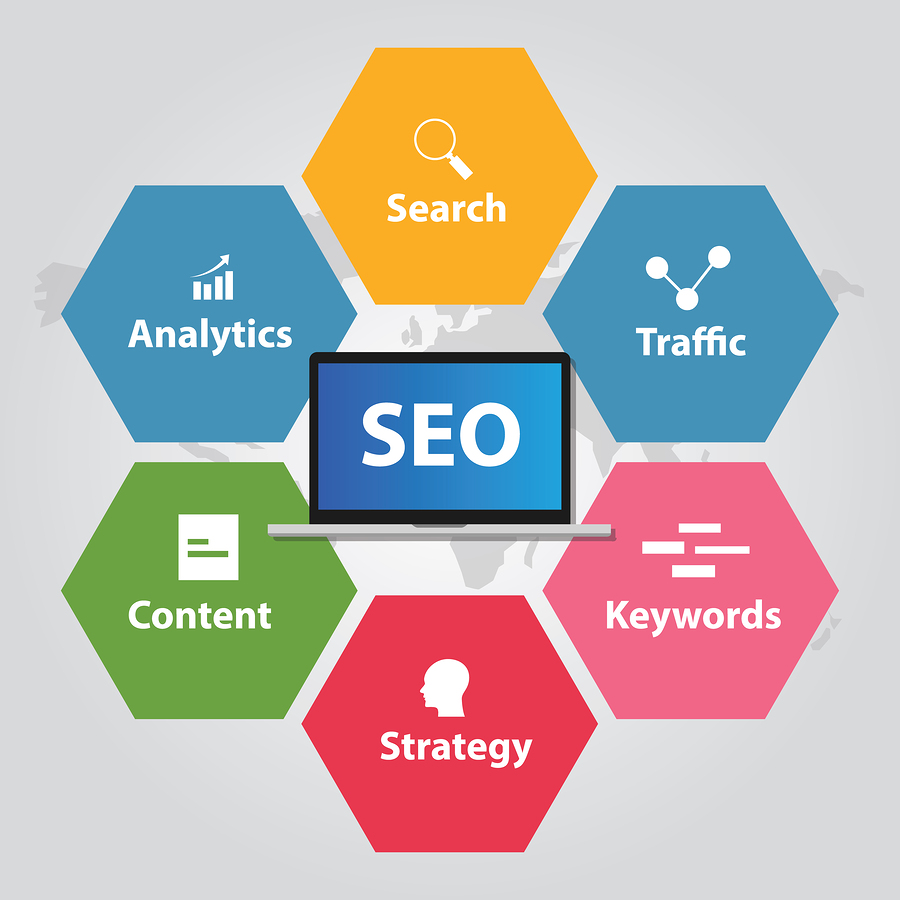 Search
Analytics
Traffic
SEO
Content
Keywords
Strategy